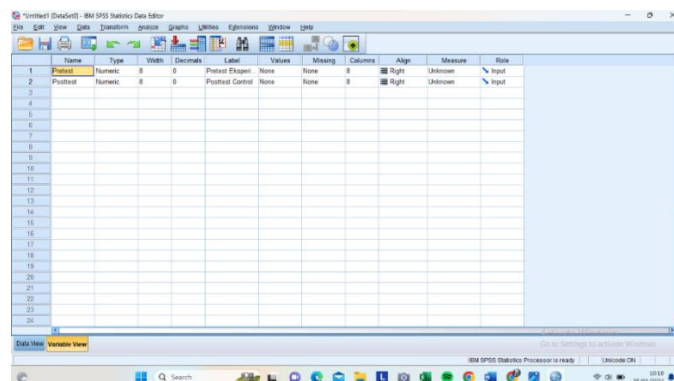 *Untitled1 [DataSet0] - IBM SPSS Statistics Data Editor
File Edit View Data Transform Analyze Graphs Utilities Extensions Window Help
Name Type Width Decimals Label Values Missing Columns Align Measure Role
1 Pretest Numeric 8 0 Pretest Eksperi... None None 8 Right Unknown Input
2 Posttest Numeric 8 0 Posttest Control None None 8 Right Unknown Input
3
4
5
6
7
8
9
10
11
12
13
14
15
16
17
18
19
20
21
22
23
24
Go to Settings to activate Windows.
Data View Variable View
IBM SPSS Statistics Processor is ready Unicode:ON
Search
10:10